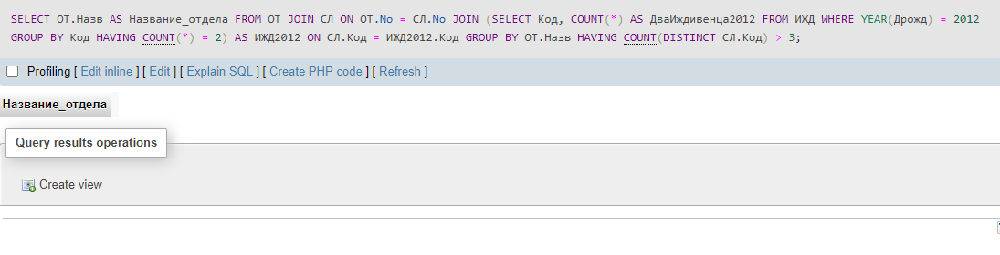 SELECT ОТ.Назв AS Название_отдела FROM ОТ JOIN СЛ ON ОТ.No = СЛ.No JOIN (SELECT Код, COUNT(*) AS ДваИждивенца2012 FROM ИЖД WHERE YEAR(Дрожд) = 2012
GROUP BY Код HAVING COUNT(*) = 2) AS ИЖД2012 ON СЛ.Код = ИЖД2012.Код GROUP BY ОТ.Назв HAVING COUNT(DISTINCT СЛ.Код) > 3;
Profiling [ Edit inline ] [ Edit ] [ Explain SQL ] [ Create PHP code ] [ Refresh ]
Название_отдела
Query results operations
Create view